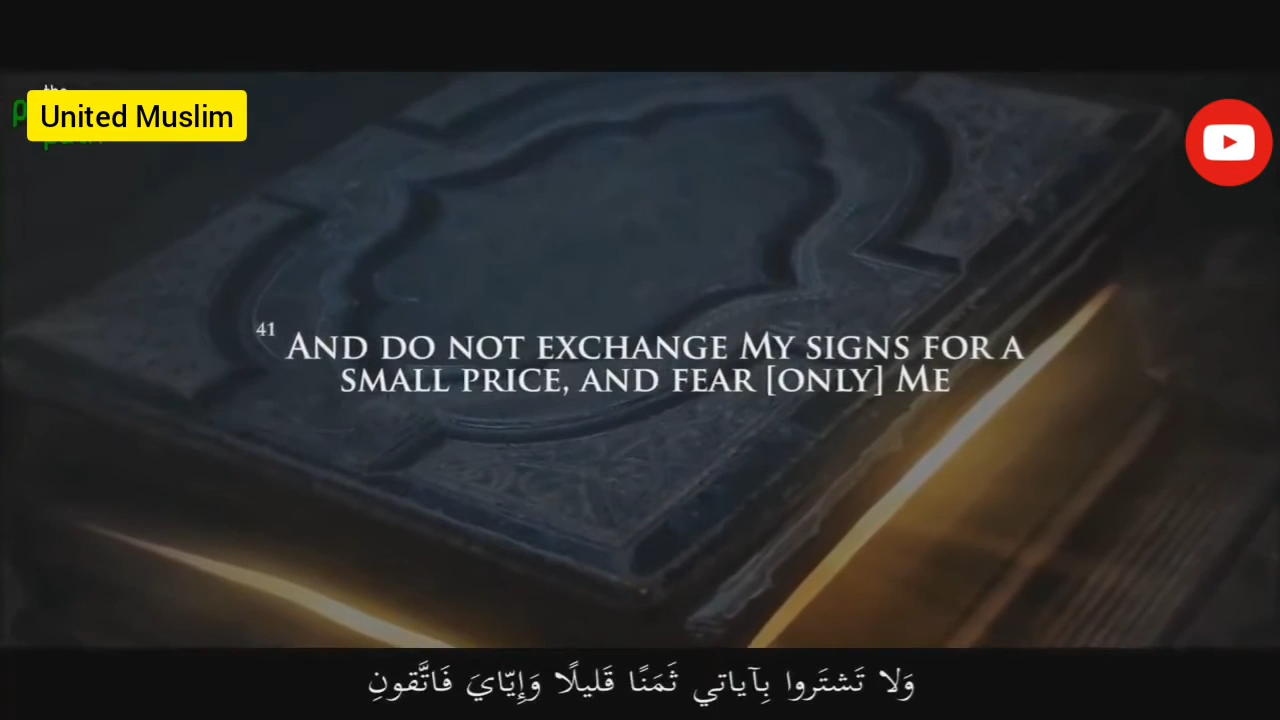 United Muslim
41 AND DO NOT EXCHANGE MY SIGNS FOR A
SMALL PRICE, AND FEAR [ONLY] ME
وَلا تَشتَروا بِآياتي ثَمَنًا قَليلًا وَإِيّايَ فَاتَّقونِ